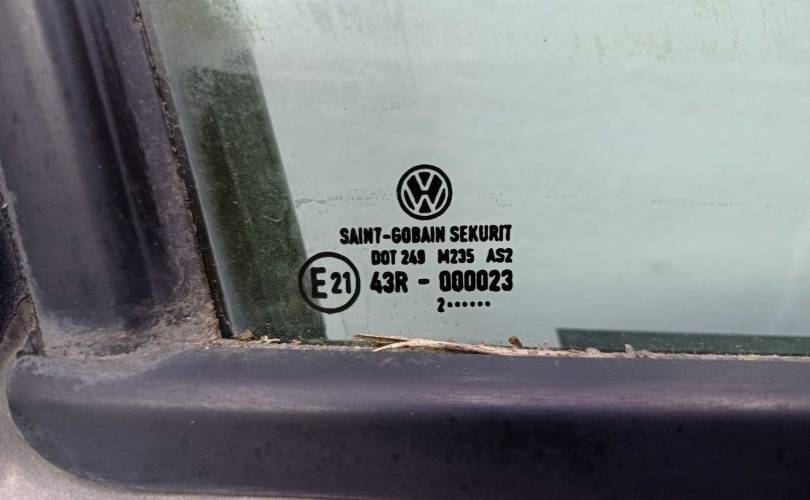 SAINT-GOBAIN SEKURIT
DOT 249 M235 AS2
E21 43R - 000023
2••••••